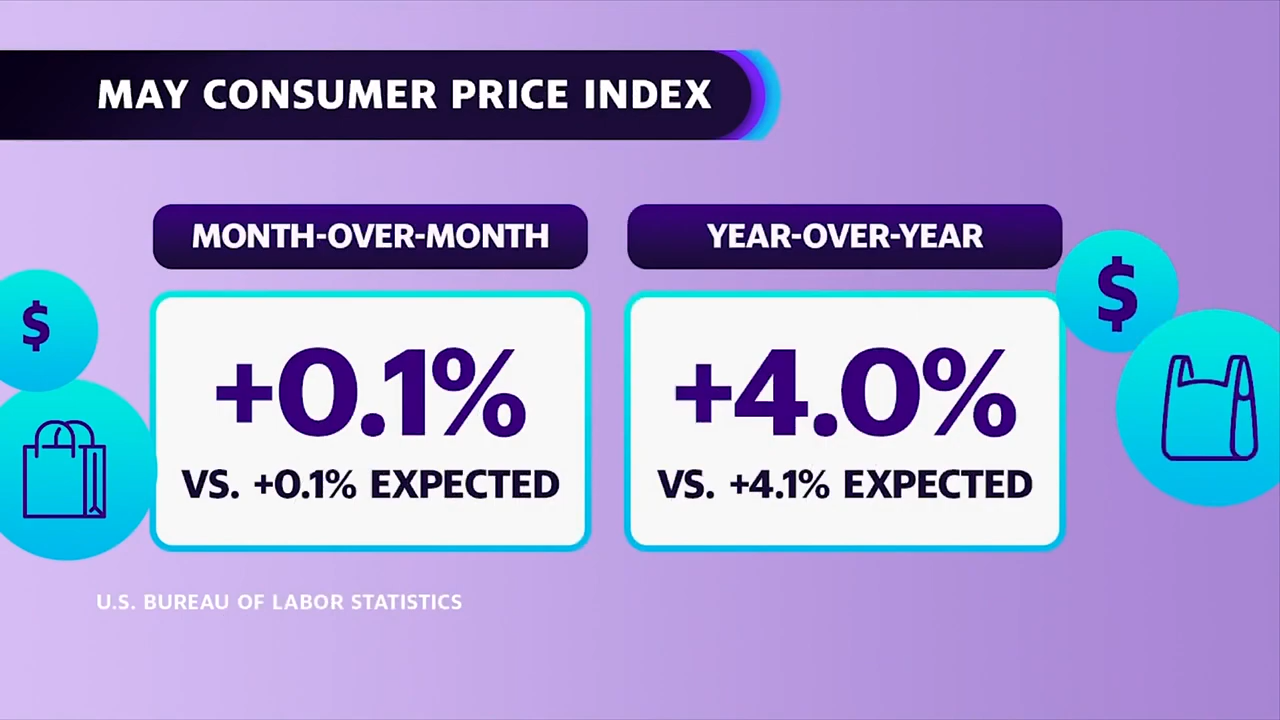 MAY CONSUMER PRICE INDEX
MONTH-OVER-MONTH
+0.1%
VS. +0.1% EXPECTED
YEAR-OVER-YEAR
+4.0%
VS. +4.1% EXPECTED
$
$
U.S. BUREAU OF LABOR STATISTICS